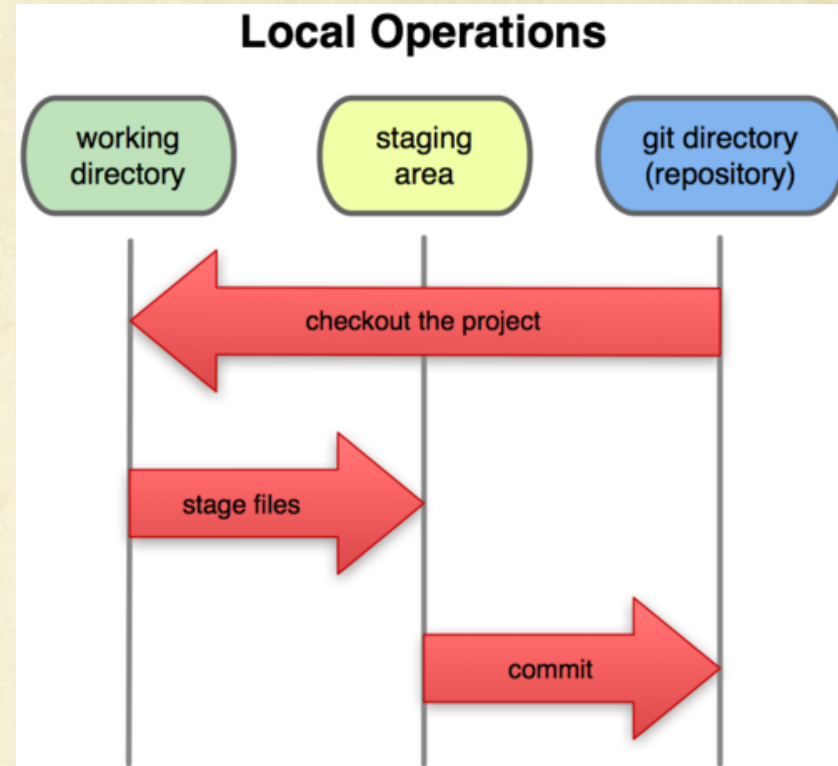 Local Operations
working
directory
staging
area
git directory
(repository)
checkout the project
stage files
commit